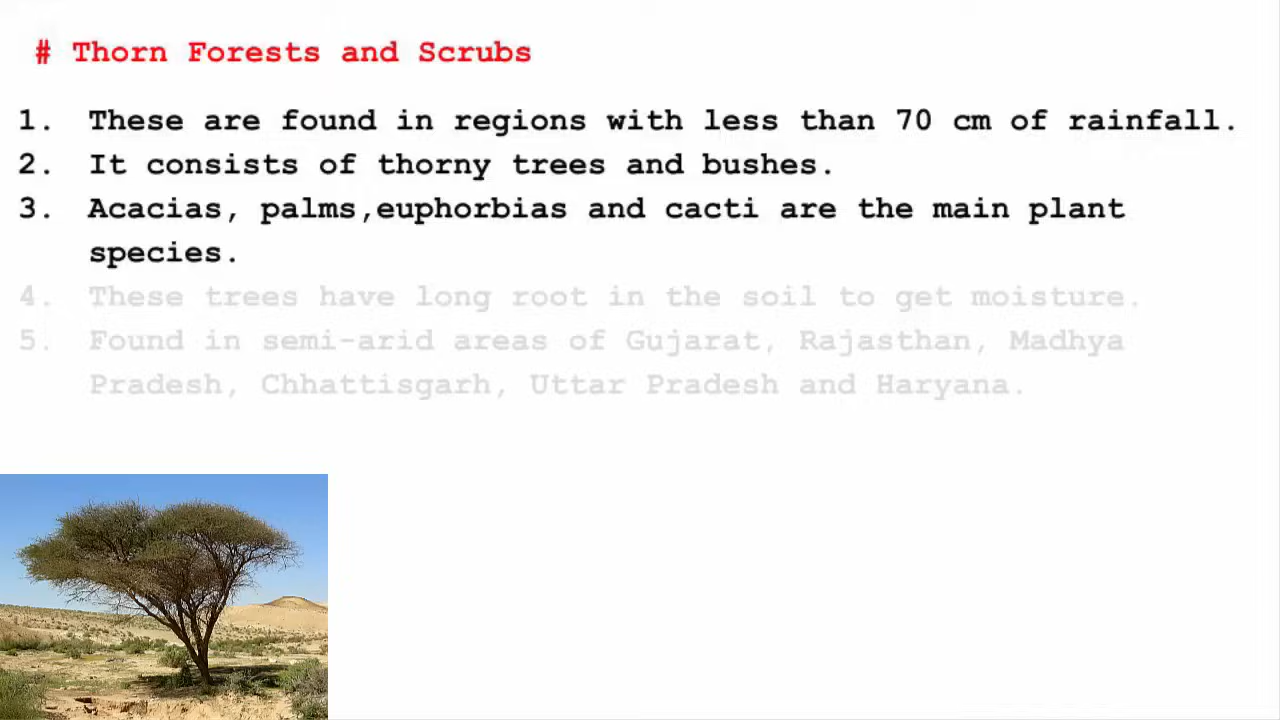 # Thorn Forests and Scrubs
1. These are found in regions with less than 70 cm of rainfall.
2. It consists of thorny trees and bushes.
3. Acacias, palms,euphorbias and cacti are the main plant
species.
4. These trees have long root in the soil to get moisture.
5. Found in semi-arid areas of Gujarat, Rajasthan, Madhya
Pradesh, Chhattisgarh, Uttar Pradesh and Haryana.